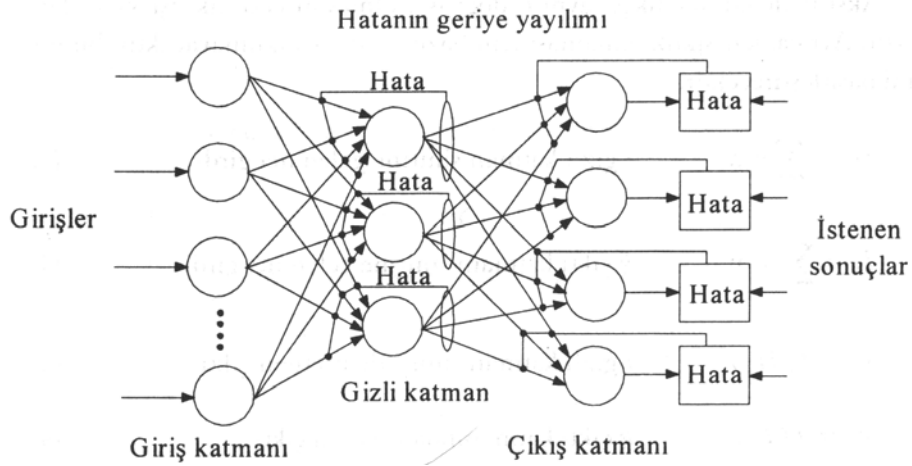 Hatanın geriye yayılımı
Hata
Hata
Hata
Hata
Hata
Hata
Hata
Girişler
İstenen
sonuçlar
Gizli katman
Giriş katmanı
Çıkış katmanı